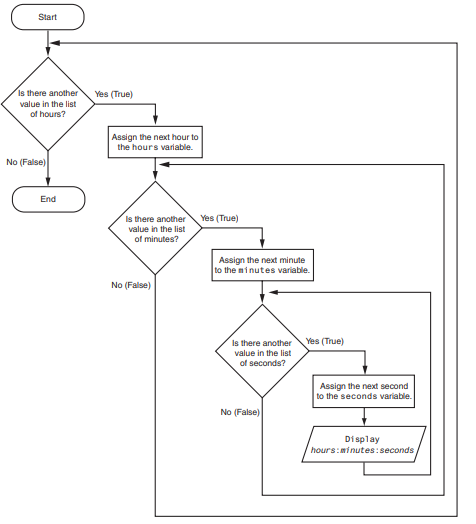 Start
Is there another
value in the list
of hours?
Yes (True)
Assign the next hour to
the hours variable.
No (False)
End
Is there another
value in the list
of minutes?
Yes (True)
Assign the next minute
to the minutes variable.
No (False)
Is there another
value in the list
of seconds?
Yes (True)
Assign the next second
to the seconds variable.
No (False)
Display
hours:minutes:seconds